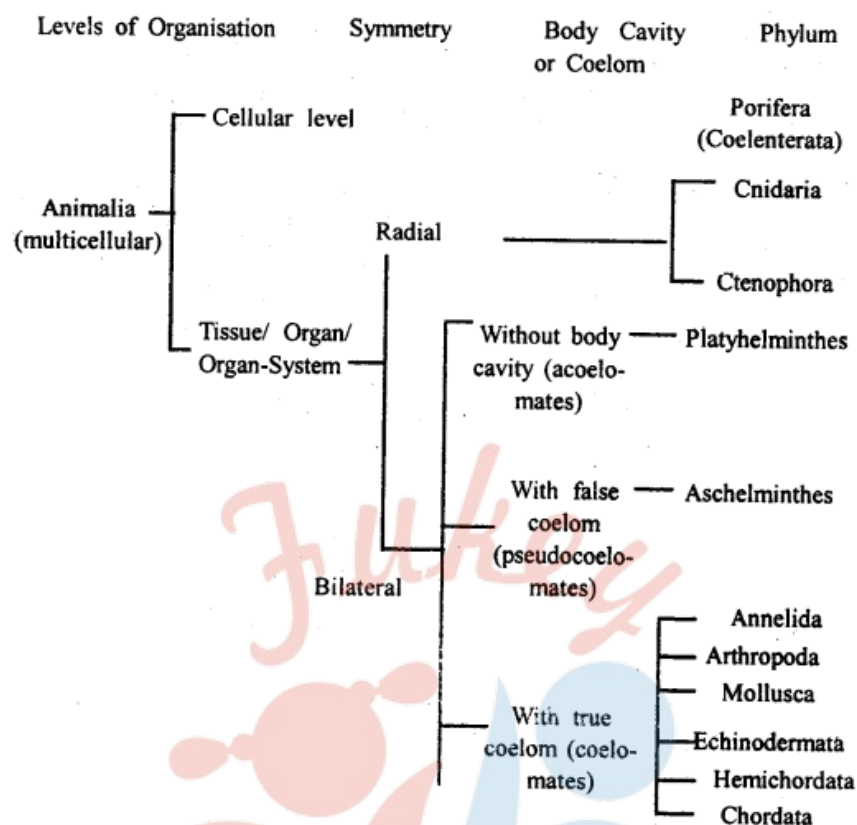 Levels of Organisation Symmetry Body Cavity Phylum
or Coelom
Porifera
(Coelenterata)
Cellular level
Cnidaria
Animalia
(multicellular)
Radial
Ctenophora
Tissue/ Organ/
Organ-System
Without body
cavity (acoelo-
mates)
Platyhelminthes
With false
coelom
(pseudocoelo-
mates)
Aschelminthes
Bilateral
Annelida
Arthropoda
Mollusca
With true
coelom (coelo-
mates)
Echinodermata
Hemichordata
Chordata
Fukey